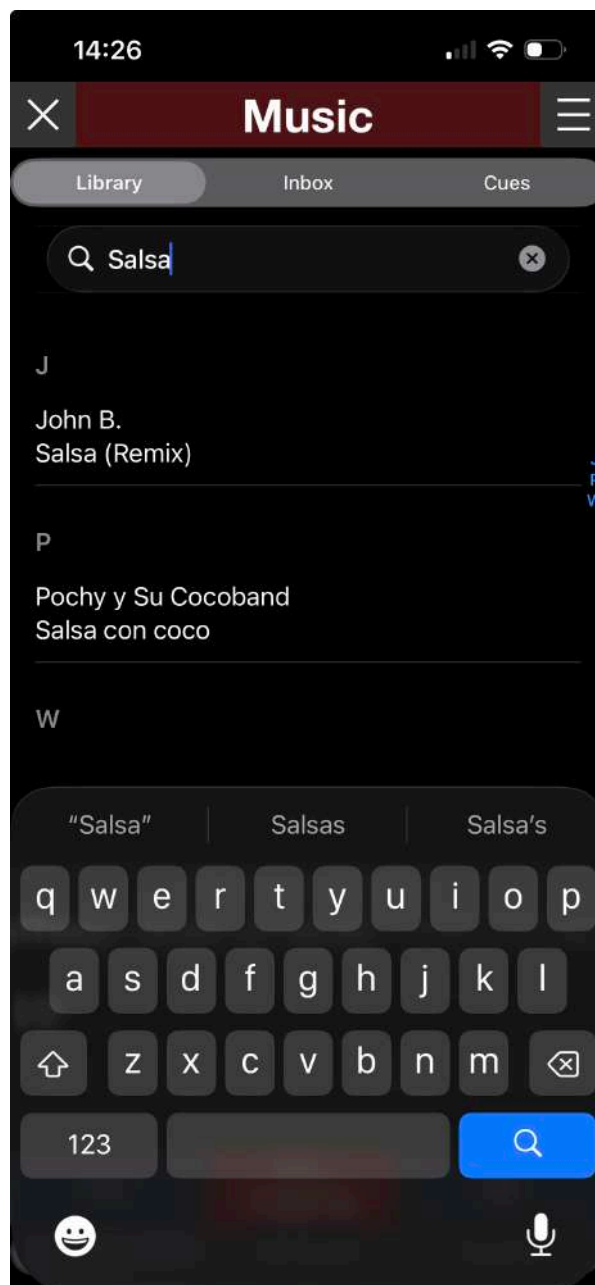 14:26
Music
Library Inbox Cues
Salsa
J
John B.
Salsa (Remix)
J
P
W
P
Pochy y Su Cocoband
Salsa con coco
W
"Salsa" Salsas Salsa's
q w e r t y u i o p
a s d f g h j k l
z x c v b n m
123